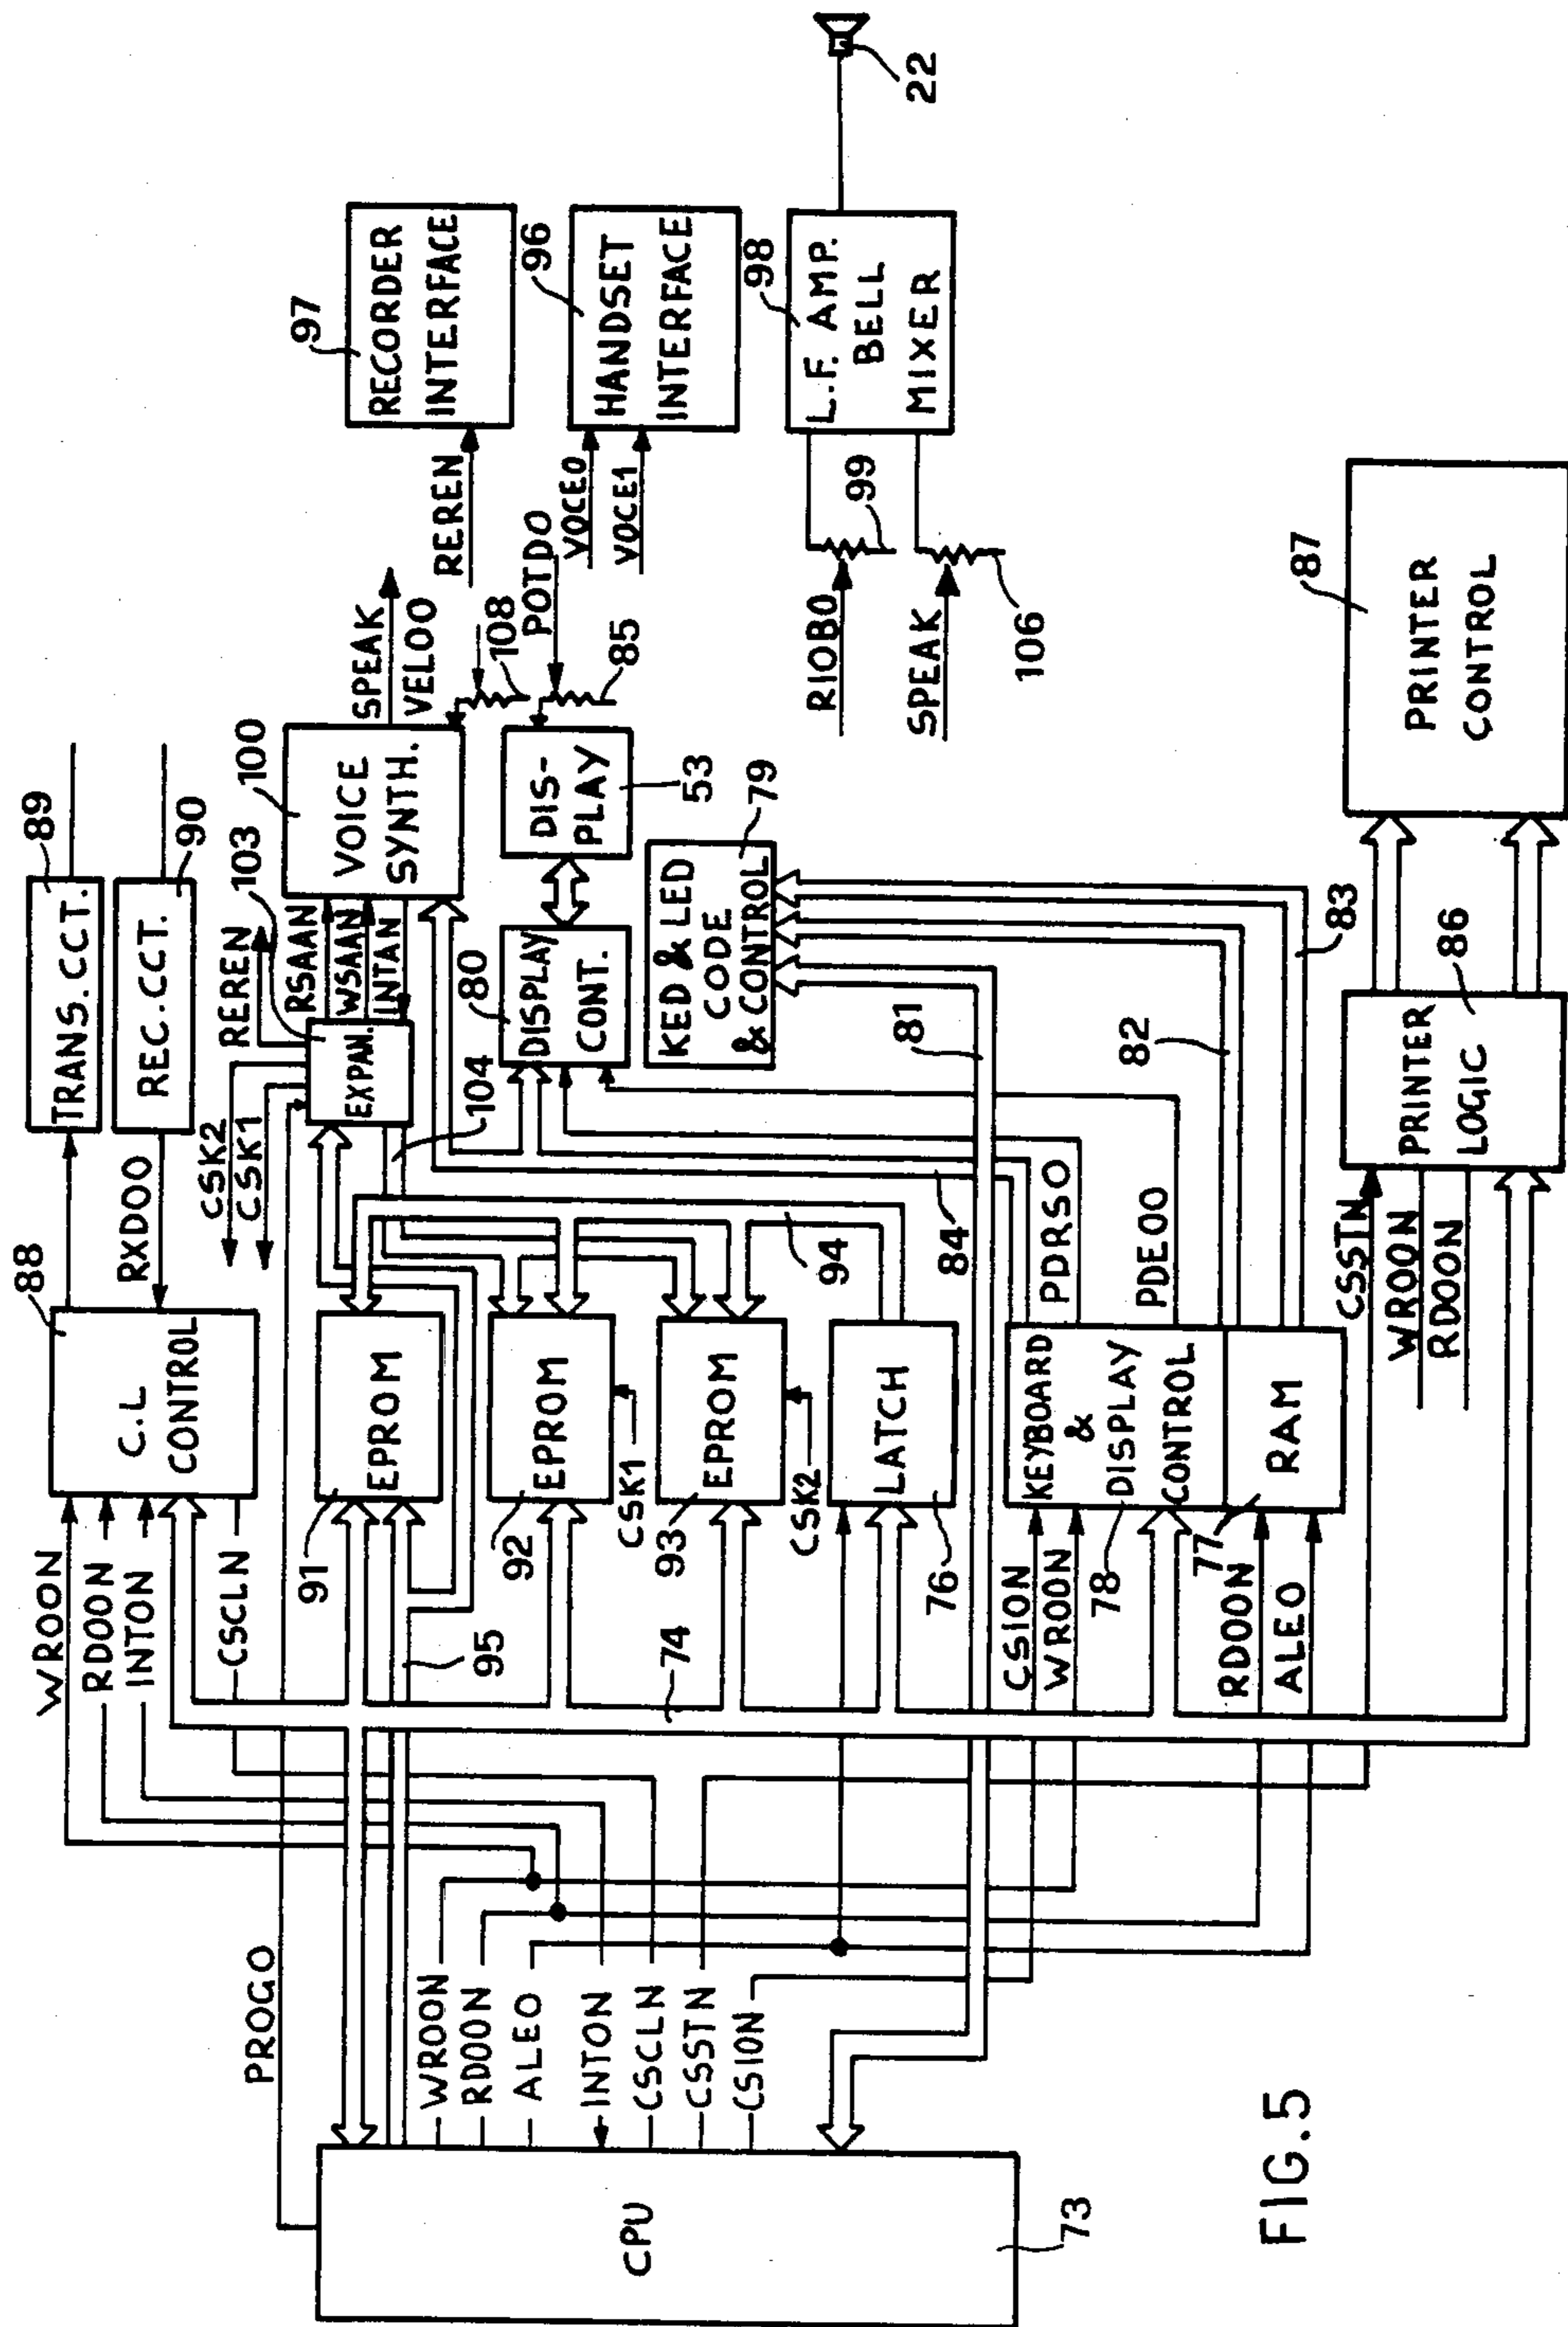 FIG.5
CPU
73
PROGO
WROON
RDOON
ALEO
INTON
CSCLN
CSSTN
CSION
WROON
RDOON
INTON
CSCLN
88
C.L
CONTROL
RXDOO
89
TRANS.CCT.
REC.CCT.
90
74
95
91
EPROM
92
EPROM
CSK1
93
EPROM
CSK2
76
LATCH
94
CSK2
CSK1
REREN
103
EXPAN.
104
RSAAN
WSAAN
INTAN
100
VOICE
SYNTH.
SPEAK
VELOO
108
POTDO
85
80
DISPLAY
CONT.
DIS-
PLAY
53
79
KED & LED
CODE
& CONTROL
81
82
83
84
PDRSO
PDEOO
CSION
WROON
78
KEYBOARD
&
DISPLAY
CONTROL
77
RAM
RDOON
ALEO
CSSTN
WROON
RDOON
PRINTER
LOGIC
86
87
PRINTER
CONTROL
97
RECORDER
INTERFACE
REREN
96
HANDSET
INTERFACE
VOCE0
VOCE1
98
L.F. AMP.
BELL
MIXER
99
RIOBO
SPEAK
106
22